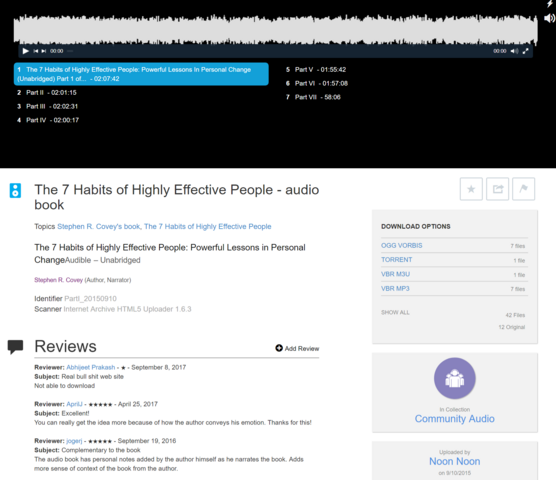 00:00
00:00
1 The 7 Habits of Highly Effective People: Powerful Lessons In Personal Change
(Unabridged) Part 1 of... - 02:07:42
2 Part II - 02:01:15
3 Part III - 02:02:31
4 Part IV - 02:00:17
5 Part V - 01:55:42
6 Part VI - 01:57:08
7 Part VII - 58:06
The 7 Habits of Highly Effective People - audio
book
Topics Stephen R. Covey's book, The 7 Habits of Highly Effective People
The 7 Habits of Highly Effective People: Powerful Lessons in Personal
ChangeAudible – Unabridged
Stephen R. Covey (Author, Narrator)
Identifier PartI_20150910
Scanner Internet Archive HTML5 Uploader 1.6.3
Reviews
Add Review
Reviewer: Abhijeet Prakash - ★ - September 8, 2017
Subject: Real bull shit web site
Not able to download
Reviewer: AprilJ - ★★★★★ - April 25, 2017
Subject: Excellent!
You can really get the idea more because of how the author conveys his emotion. Thanks for this!
Reviewer: jogerj - ★★★★★ - September 19, 2016
Subject: Complementary to the book
The audio book has personal notes added by the author himself as he narrates the book. Adds
more sense of context of the book from the author.
DOWNLOAD OPTIONS
OGG VORBIS 7 files
TORRENT 1 file
VBR M3U 1 file
VBR MP3 7 files
SHOW ALL 42 Files
12 Original
In Collection
Community Audio
Uploaded by
Noon Noon
on 9/10/2015